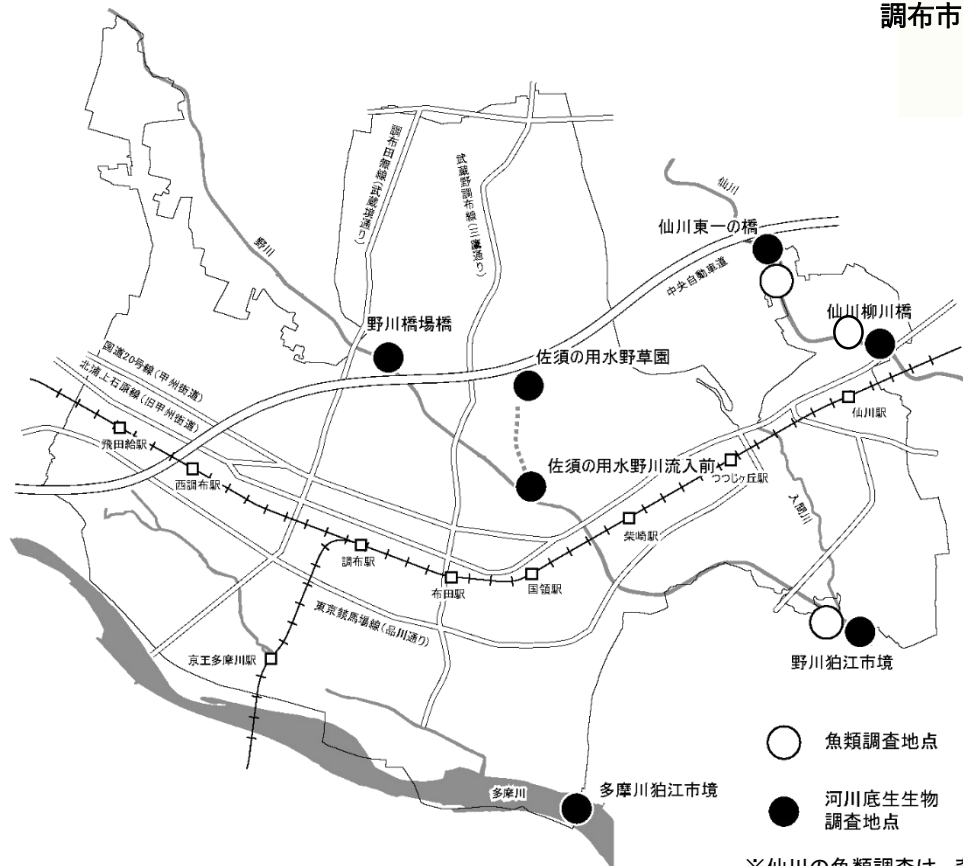 調布市
仙川
調布田無線(武蔵境通り)
武蔵野調布線(三鷹通り)
仙川東一の橋
野川
中央自動車道
仙川柳川橋
野川橋場橋
佐須の用水野草園
国道20号線(甲州街道)
北浦上石原線(旧甲州街道)
仙川駅
飛田給駅
佐須の用水野川流入前
西調布駅
つつじヶ丘駅
入間川
柴崎駅
調布駅
布田駅
国領駅
東京競馬場線(品川通り)
京王多摩川駅
野川狛江市境
魚類調査地点
多摩川
多摩川狛江市境
河川底生生物
調査地点